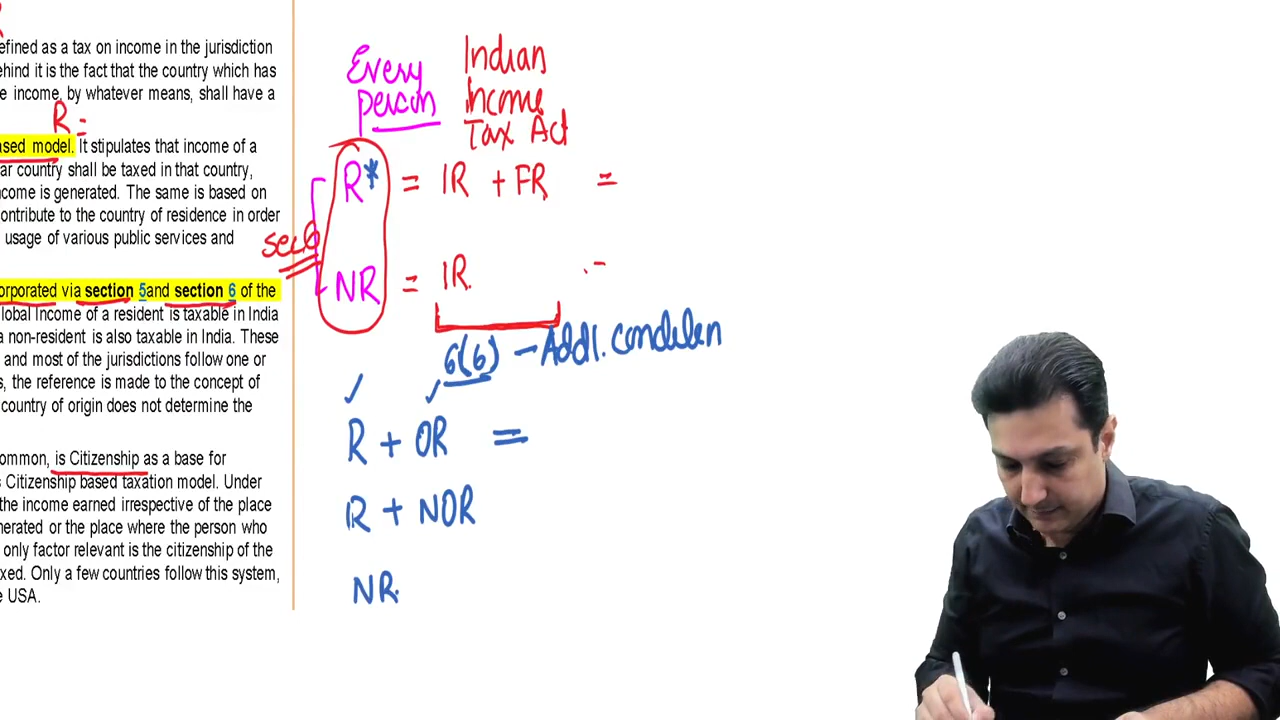 efined as a tax on income in the jurisdiction
ehind it is the fact that the country which has
e income, by whatever means, shall have a
R =
ased model. It stipulates that income of a
ar country shall be taxed in that country,
ncome is generated. The same is based on
contribute to the country of residence in order
usage of various public services and
orporated via section 5and section 6 of the
lobal Income of a resident is taxable in India
a non-resident is also taxable in India. These
and most of the jurisdictions follow one or
s, the reference is made to the concept of
country of origin does not determine the
ommon, is Citizenship as a base for
s Citizenship based taxation model. Under
the income earned irrespective of the place
nerated or the place where the person who
only factor relevant is the citizenship of the
xed. Only a few countries follow this system,
e USA.
Every person
Indian Income Tax Act
R* = IR + FR =
sec6
NR = IR
6(6) - Addl. condition
R + OR =
R + NOR
NR